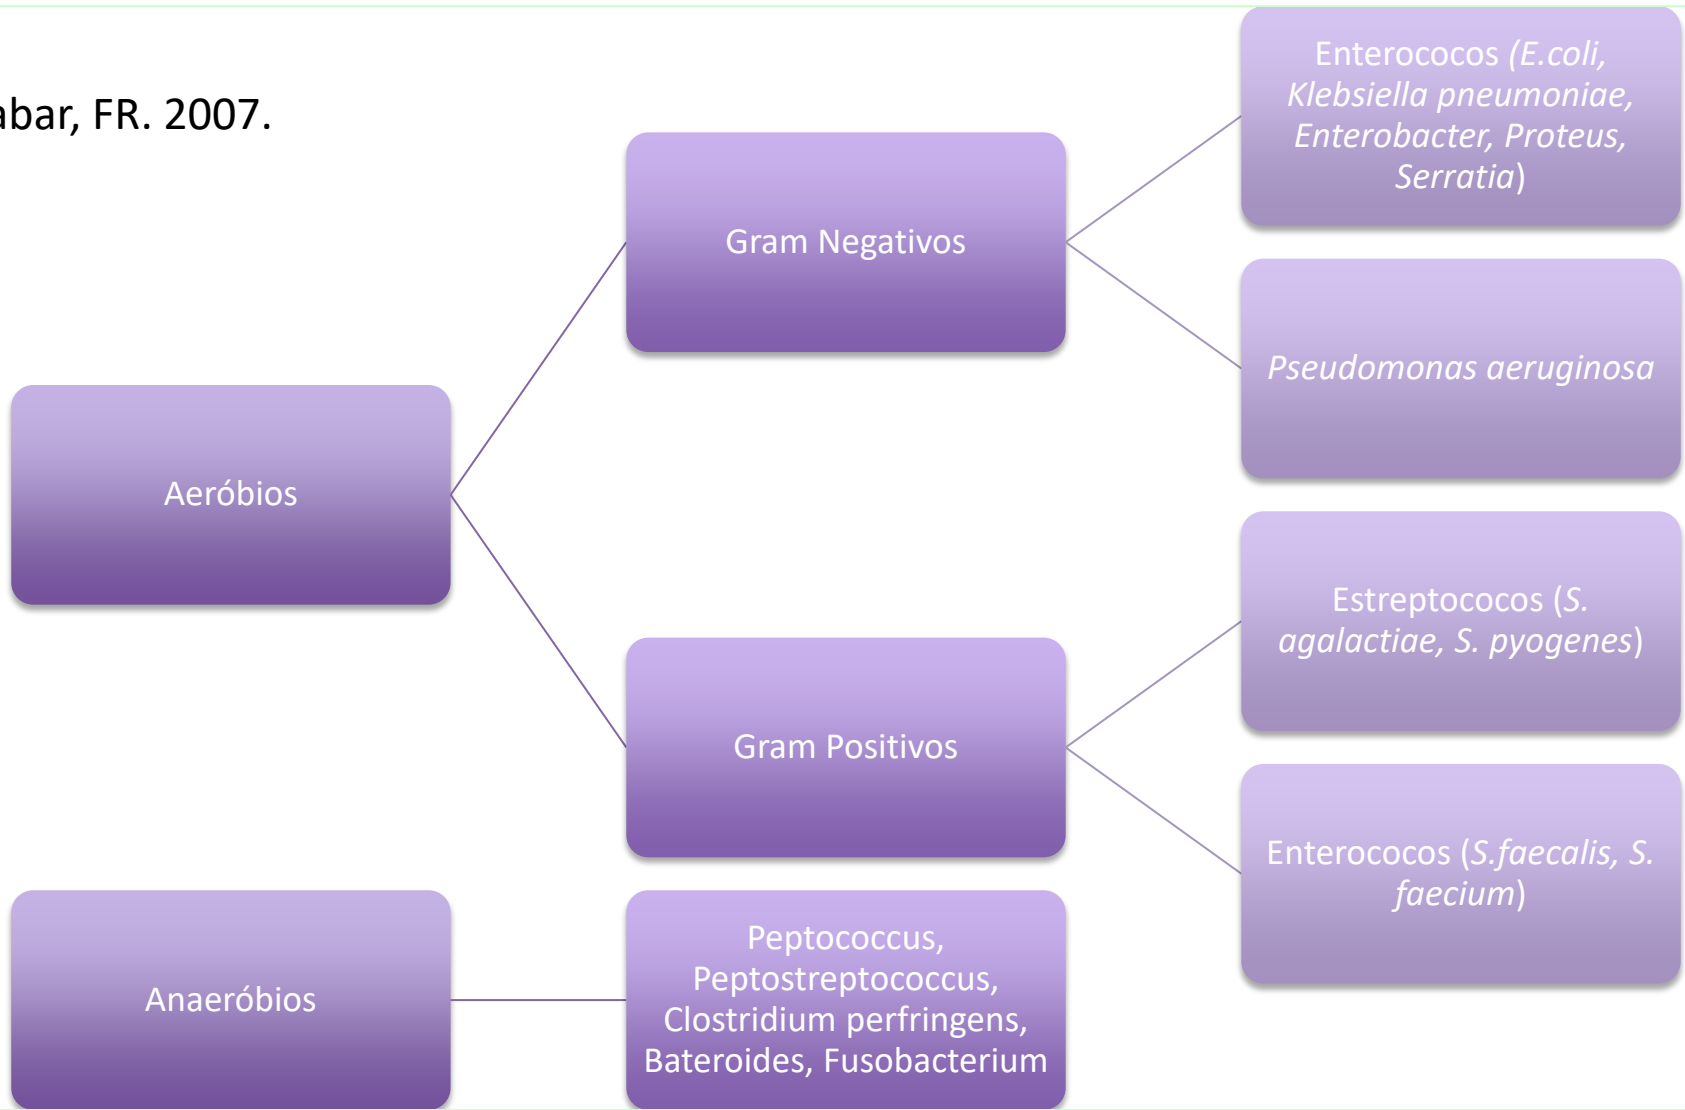 FR. 2007.
Enterococos (E.coli,
Klebsiella pneumoniae,
Enterobacter, Proteus,
Serratia)
Gram Negativos
Pseudomonas aeruginosa
Aeróbios
Estreptococos (S.
agalactiae, S. pyogenes)
Gram Positivos
Enterococos (S.faecalis, S.
faecium)
Anaeróbios
Peptococcus,
Peptostreptococcus,
Clostridium perfringens,
Bateroides, Fusobacterium